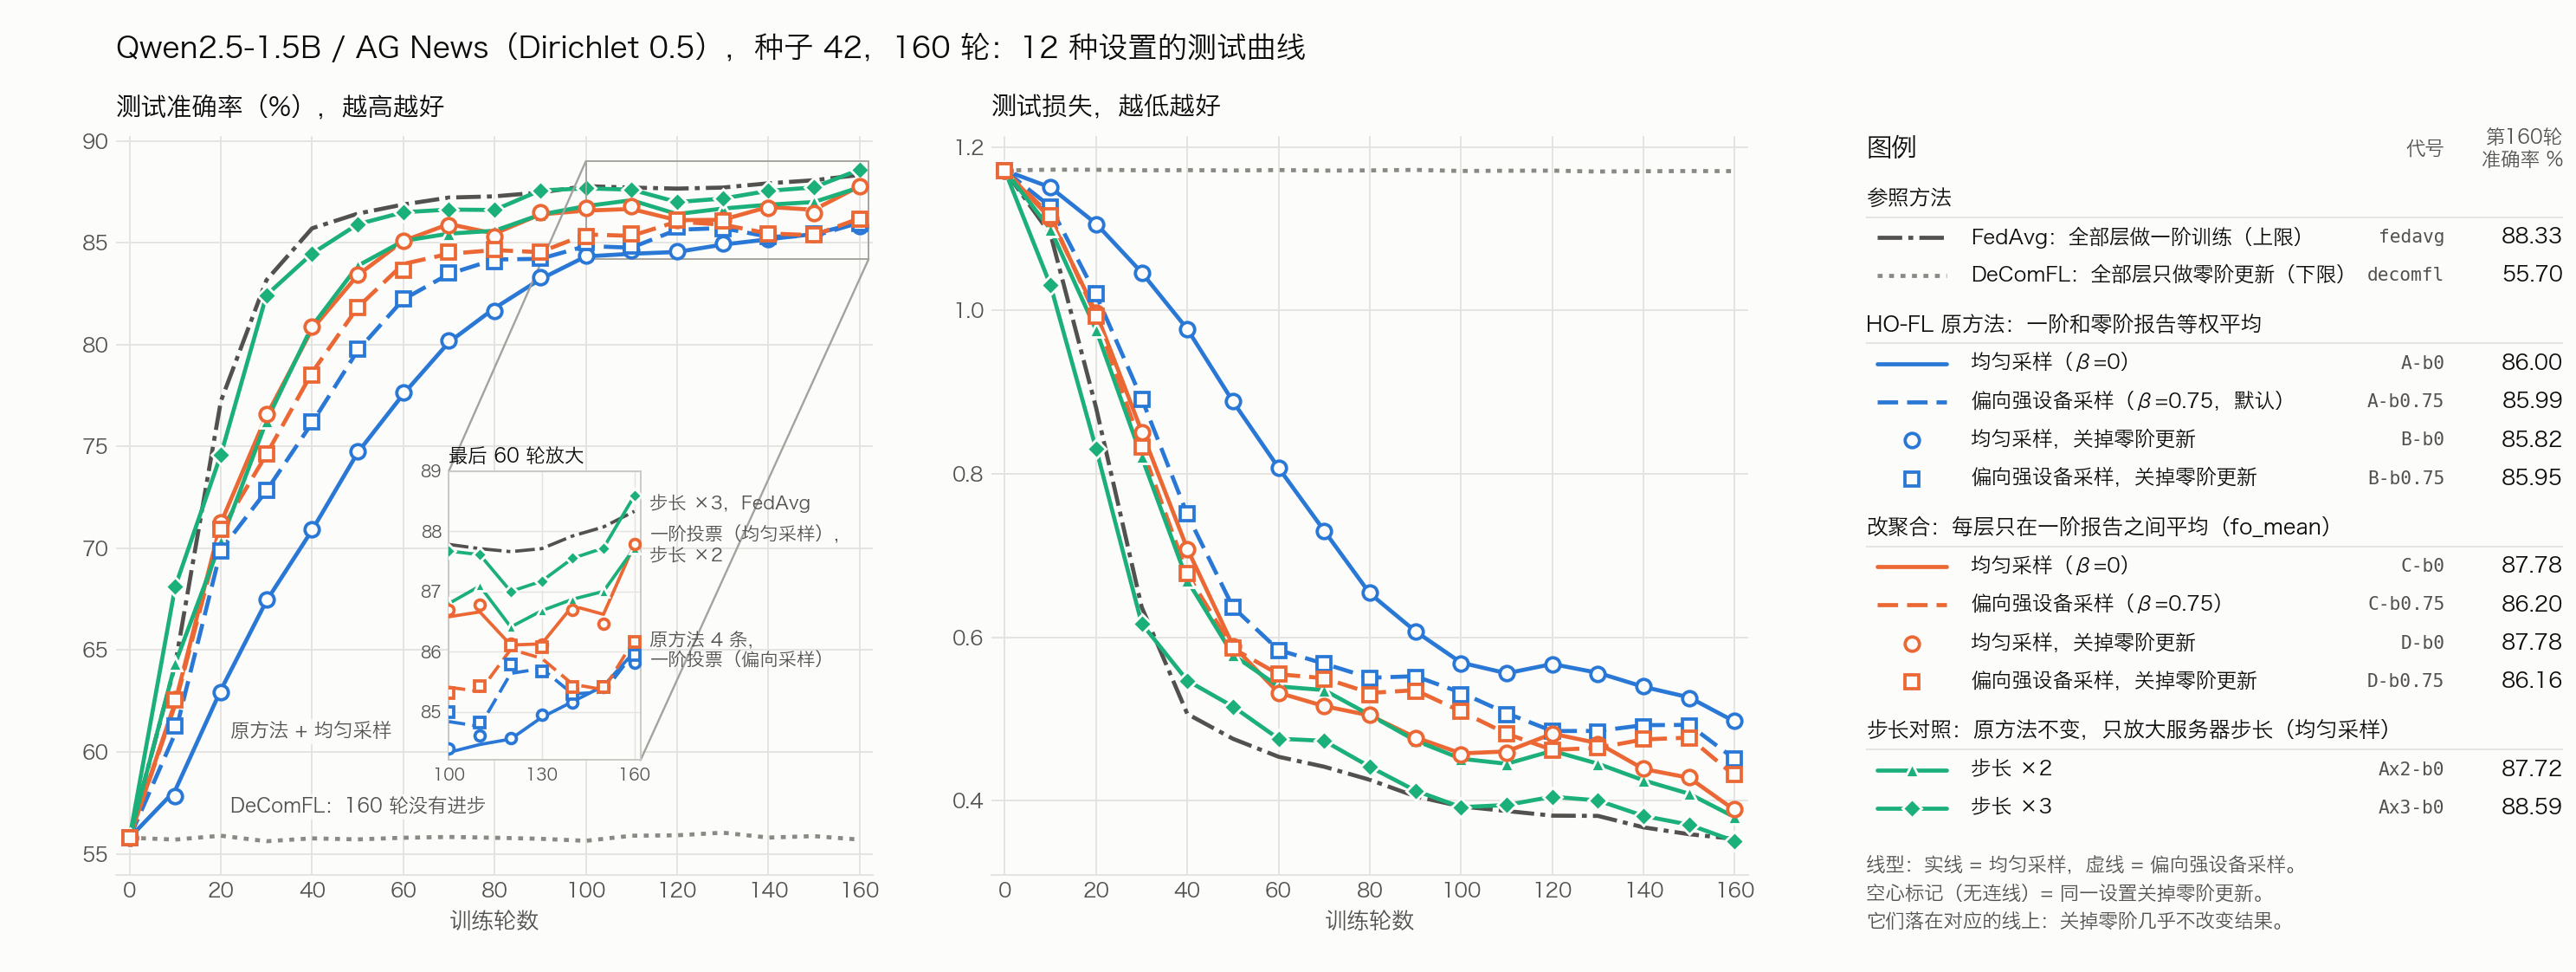 Qwen2.5-1.5B / AG News（Dirichlet 0.5），种子 42，160 轮：12 种设置的测试曲线
测试准确率（%），越高越好
90
85
80
75
70
65
60
55
0 20 40 60 80 100 120 140 160
训练轮数
原方法 + 均匀采样
DeComFL：160 轮没有进步
最后 60 轮放大
89
88
87
86
85
100 130 160
步长 ×3，FedAvg
一阶投票（均匀采样），
步长 ×2
原方法 4 条，
一阶投票（偏向采样）
测试损失，越低越好
1.2
1.0
0.8
0.6
0.4
0 20 40 60 80 100 120 140 160
训练轮数
图例 代号 第160轮
准确率 %
参照方法
FedAvg：全部层做一阶训练（上限） fedavg 88.33
DeComFL：全部层只做零阶更新（下限） decomfl 55.70
HO-FL 原方法：一阶和零阶报告等权平均
均匀采样（β=0） A-b0 86.00
偏向强设备采样（β=0.75，默认） A-b0.75 85.99
均匀采样，关掉零阶更新 B-b0 85.82
偏向强设备采样，关掉零阶更新 B-b0.75 85.95
改聚合：每层只在一阶报告之间平均（fo_mean）
均匀采样（β=0） C-b0 87.78
偏向强设备采样（β=0.75） C-b0.75 86.20
均匀采样，关掉零阶更新 D-b0 87.78
偏向强设备采样，关掉零阶更新 D-b0.75 86.16
步长对照：原方法不变，只放大服务器步长（均匀采样）
步长 ×2 Ax2-b0 87.72
步长 ×3 Ax3-b0 88.59
线型：实线 = 均匀采样，虚线 = 偏向强设备采样。
空心标记（无连线）= 同一设置关掉零阶更新。
它们落在对应的线上：关掉零阶几乎不改变结果。